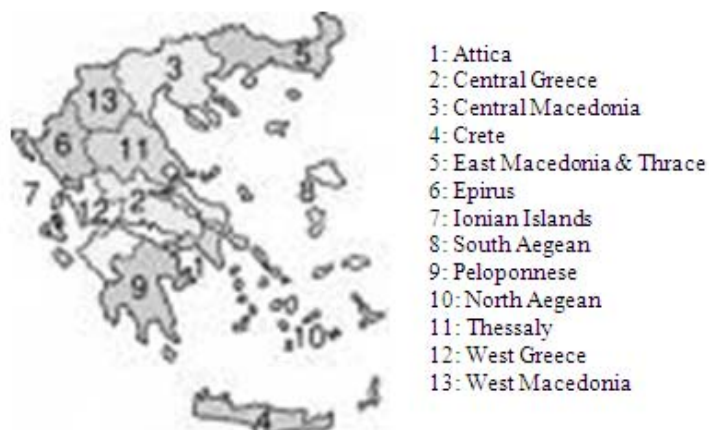 3
5
13
6
11
7
8
12
2
1
9
10
4
1: Attica
2: Central Greece
3: Central Macedonia
4: Crete
5: East Macedonia & Thrace
6: Epirus
7: Ionian Islands
8: South Aegean
9: Peloponnese
10: North Aegean
11: Thessaly
12: West Greece
13: West Macedonia